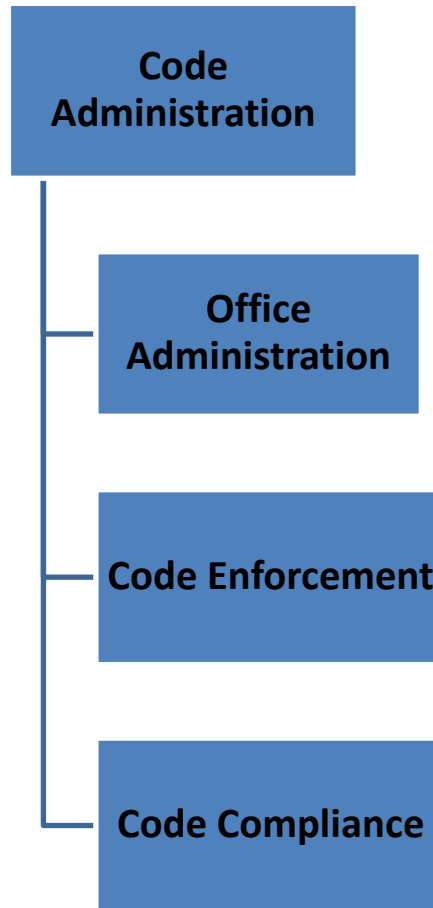 Code
Administration
Office
Administration
Code Enforcement
Code Compliance